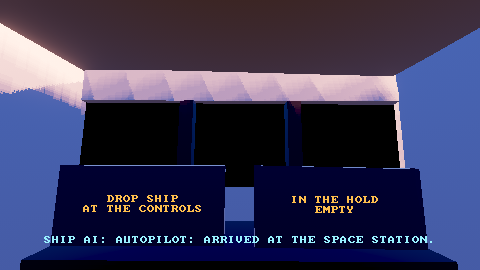 DROP SHIP
AT THE CONTROLS
IN THE HOLD
EMPTY
SHIP AI: AUTOPILOT: ARRIVED AT THE SPACE STATION.